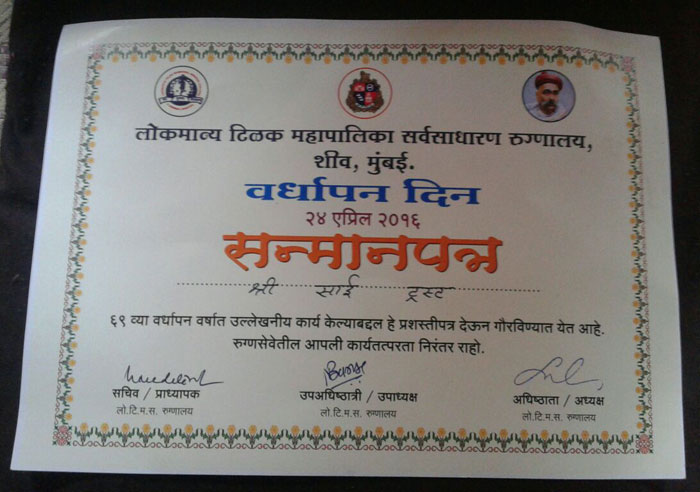 लोकमान्य टिळक महापालिका सर्वसाधारण रुग्णालय,
शीव, मुंबई.
वर्धापन दिन
२४ एप्रिल २०१६
सन्मानपत्र
श्री साई ट्रस्ट
६९ व्या वर्धापन वर्षात उल्लेखनीय कार्य केल्याबद्दल हे प्रशस्तीपत्र देऊन गौरविण्यात येत आहे.
रुग्णसेवेतील आपली कार्यतत्परता निरंतर राहो.
सचिव / प्राध्यापक उपअधिष्ठात्री / उपाध्यक्ष अधिष्ठाता / अध्यक्ष
लो.टि.म.स. रुग्णालय लो.टि.म.स. रुग्णालय लो.टि.म.स. रुग्णालय